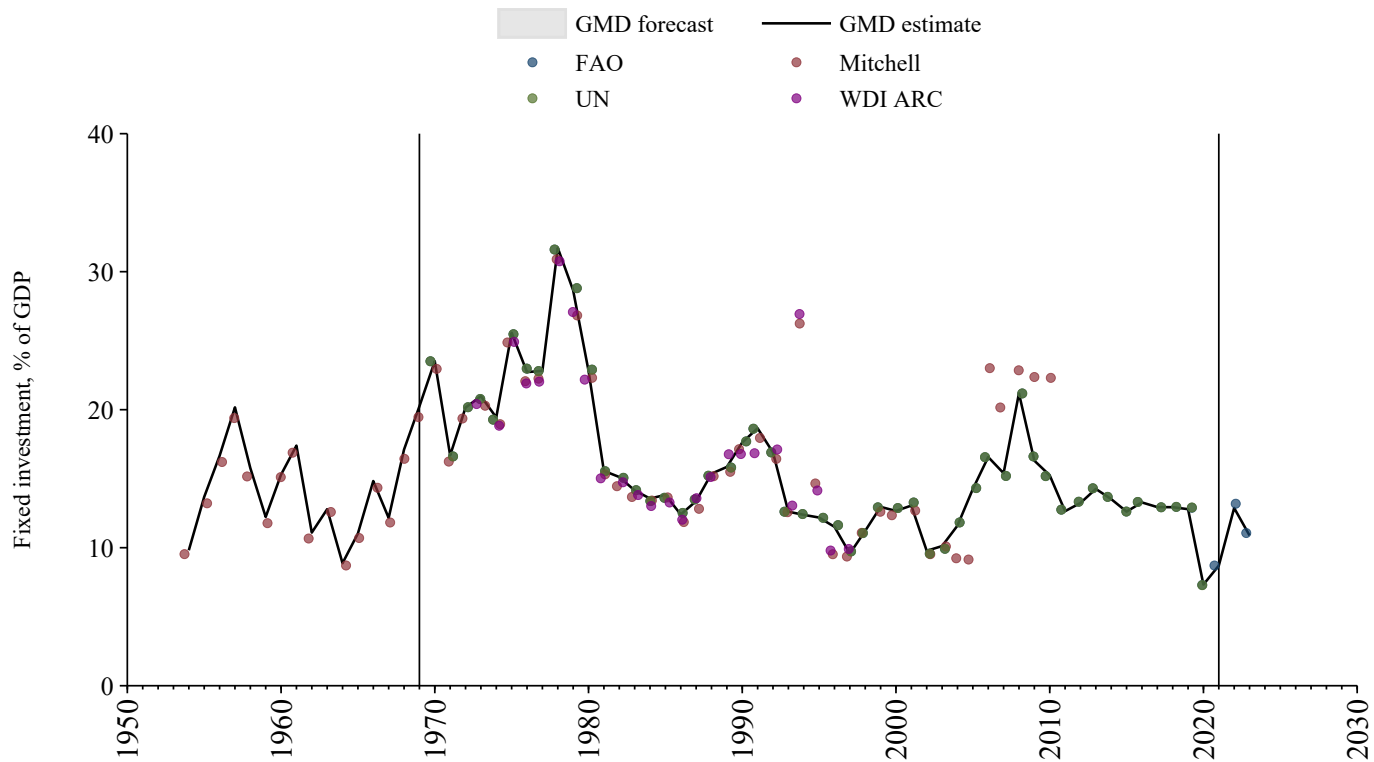 GMD forecast
GMD estimate
FAO
Mitchell
UN
WDI ARC
Fixed investment, % of GDP
40
30
20
10
0
1950
1960
1970
1980
1990
2000
2010
2020
2030